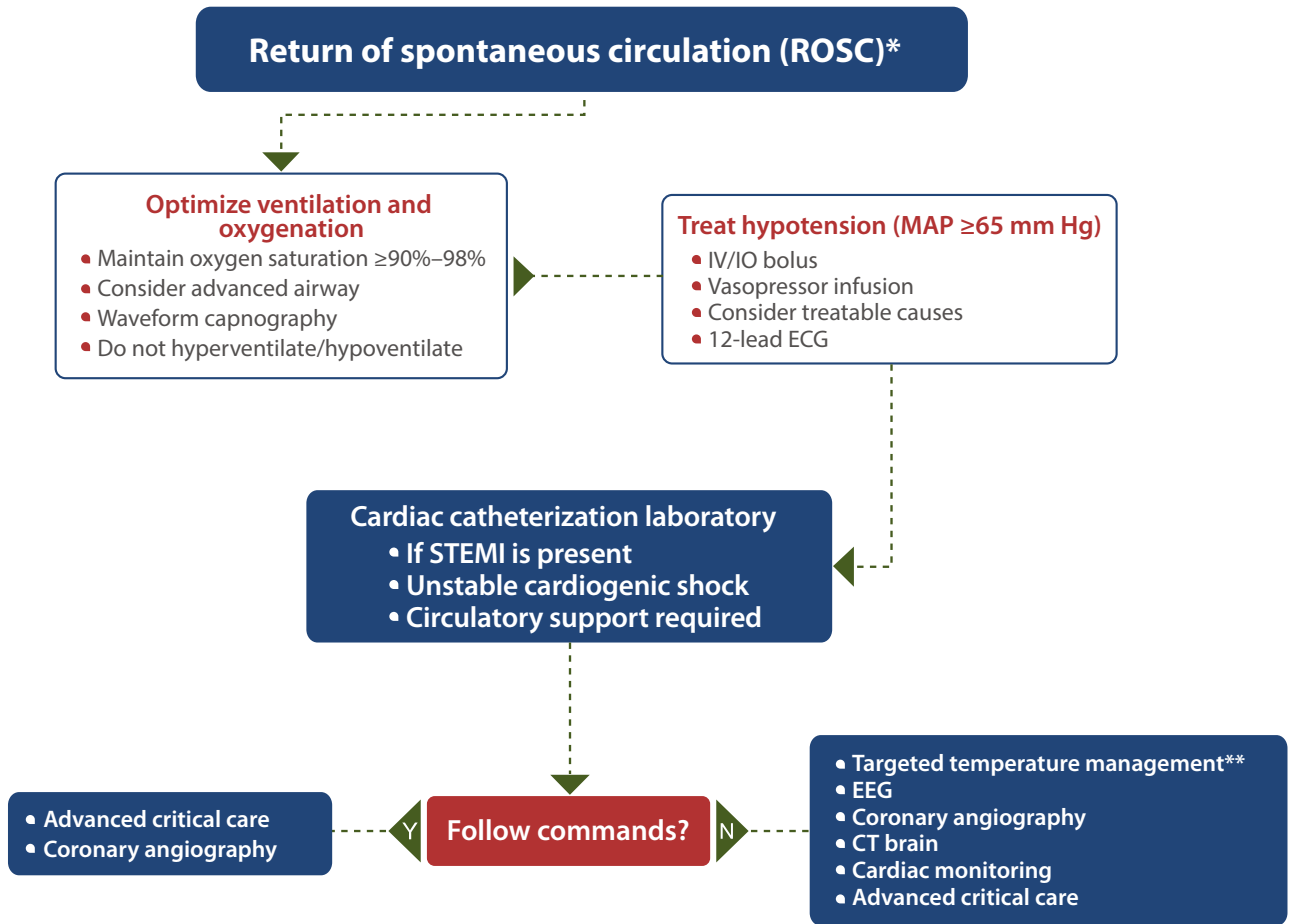 Return of spontaneous circulation (ROSC)*
Optimize ventilation and
oxygenation
• Maintain oxygen saturation ≥90%–98%
• Consider advanced airway
• Waveform capnography
• Do not hyperventilate/hypoventilate
Treat hypotension (MAP ≥65 mm Hg)
• IV/IO bolus
• Vasopressor infusion
• Consider treatable causes
• 12-lead ECG
Cardiac catheterization laboratory
• If STEMI is present
• Unstable cardiogenic shock
• Circulatory support required
• Advanced critical care
• Coronary angiography
Y
Follow commands?
N
• Targeted temperature management**
• EEG
• Coronary angiography
• CT brain
• Cardiac monitoring
• Advanced critical care